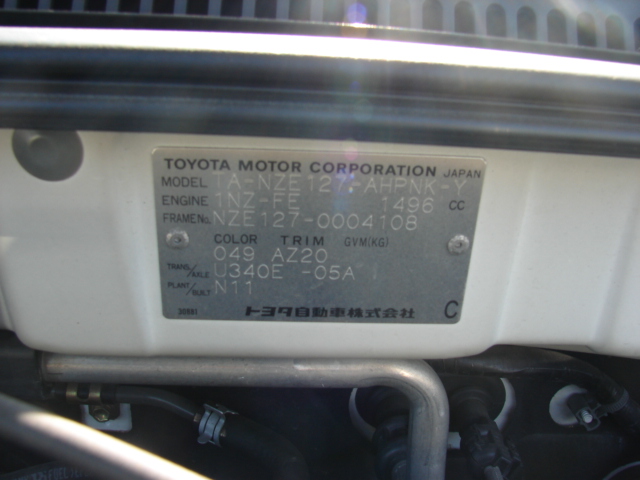 TOYOTA MOTOR CORPORATION JAPAN
MODEL TA-NZE127-AHPNK-Y
ENGINE 1NZ-FE 1496 CC
FRAME No. NZE127-0004108
COLOR TRIM GVM(KG)
049 AZ20
TRANS/AXLE U340E -05A
PLANT/BUILT N11
トヨタ自動車株式会社 C